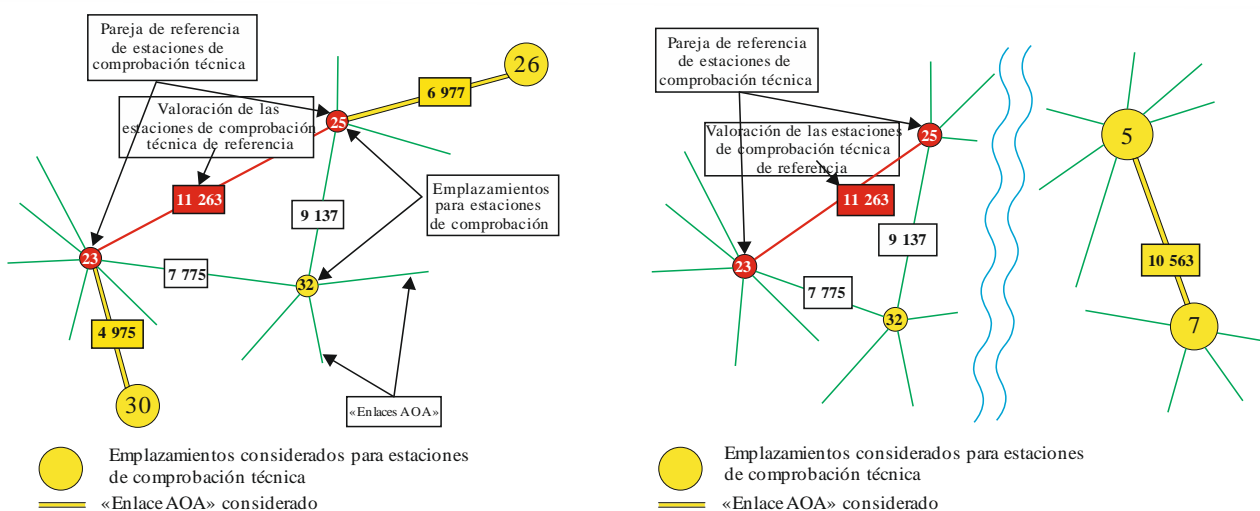 Pareja de referencia
de estaciones de
comprobación técnica
26
6 977
Valoración de las
estaciones de comprobación
técnica de referencia
25
11 263
Emplazamientos
para estaciones
de comprobación
9 137
23
7 775
32
4 975
30
«Enlaces AOA»
Emplazamientos considerados para estaciones
de comprobación técnica
«Enlace AOA» considerado
Pareja de referencia
de estaciones de
comprobación técnica
25
5
Valoración de las estaciones
de comprobación técnica
de referencia
11 263
9 137
23
10 563
7 775
32
7
Emplazamientos considerados para estaciones
de comprobación técnica
«Enlace AOA» considerado